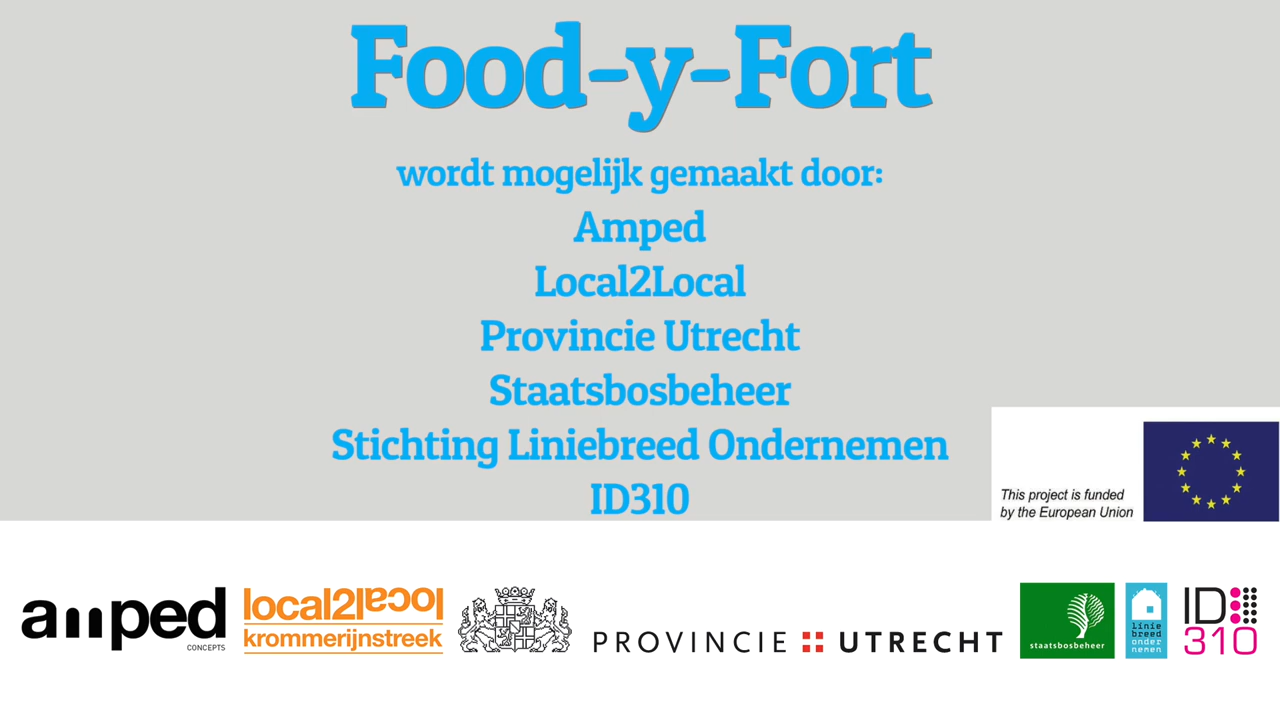 Food-y-Fort
wordt mogelijk gemaakt door:
Amped
Local2Local
Provincie Utrecht
Staatsbosbeheer
Stichting Liniebreed Ondernemen
ID310
This project is funded
by the European Union
amped
CONCEPTS
local2local
krommerijnstreek
PROVINCIE UTRECHT
staatsbosbeheer
linie
breed
onder
nemen
ID
310